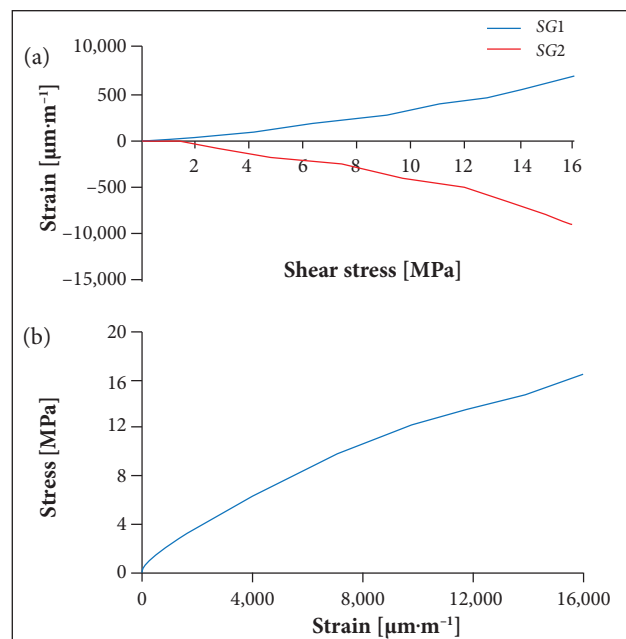 (a)
SG1
SG2
10,000
500
0
−500
−10,000
−15,000
Strain [µm·m⁻¹]
2 4 6 8 10 12 14 16
Shear stress [MPa]
(b)
20
16
12
8
4
0
Stress [MPa]
0 4,000 8,000 12,000 16,000
Strain [µm·m⁻¹]